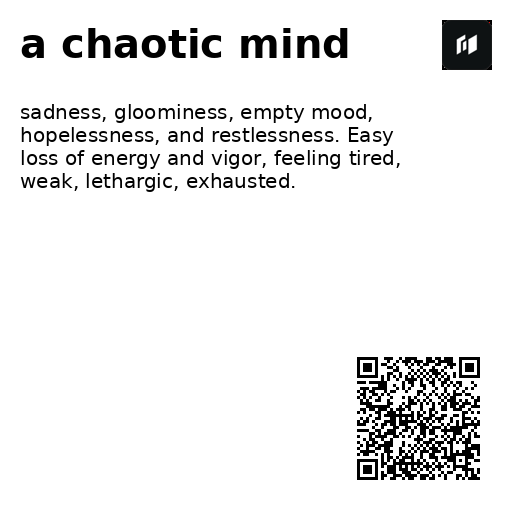 a chaotic mind
sadness, gloominess, empty mood,
hopelessness, and restlessness. Easy
loss of energy and vigor, feeling tired,
weak, lethargic, exhausted.